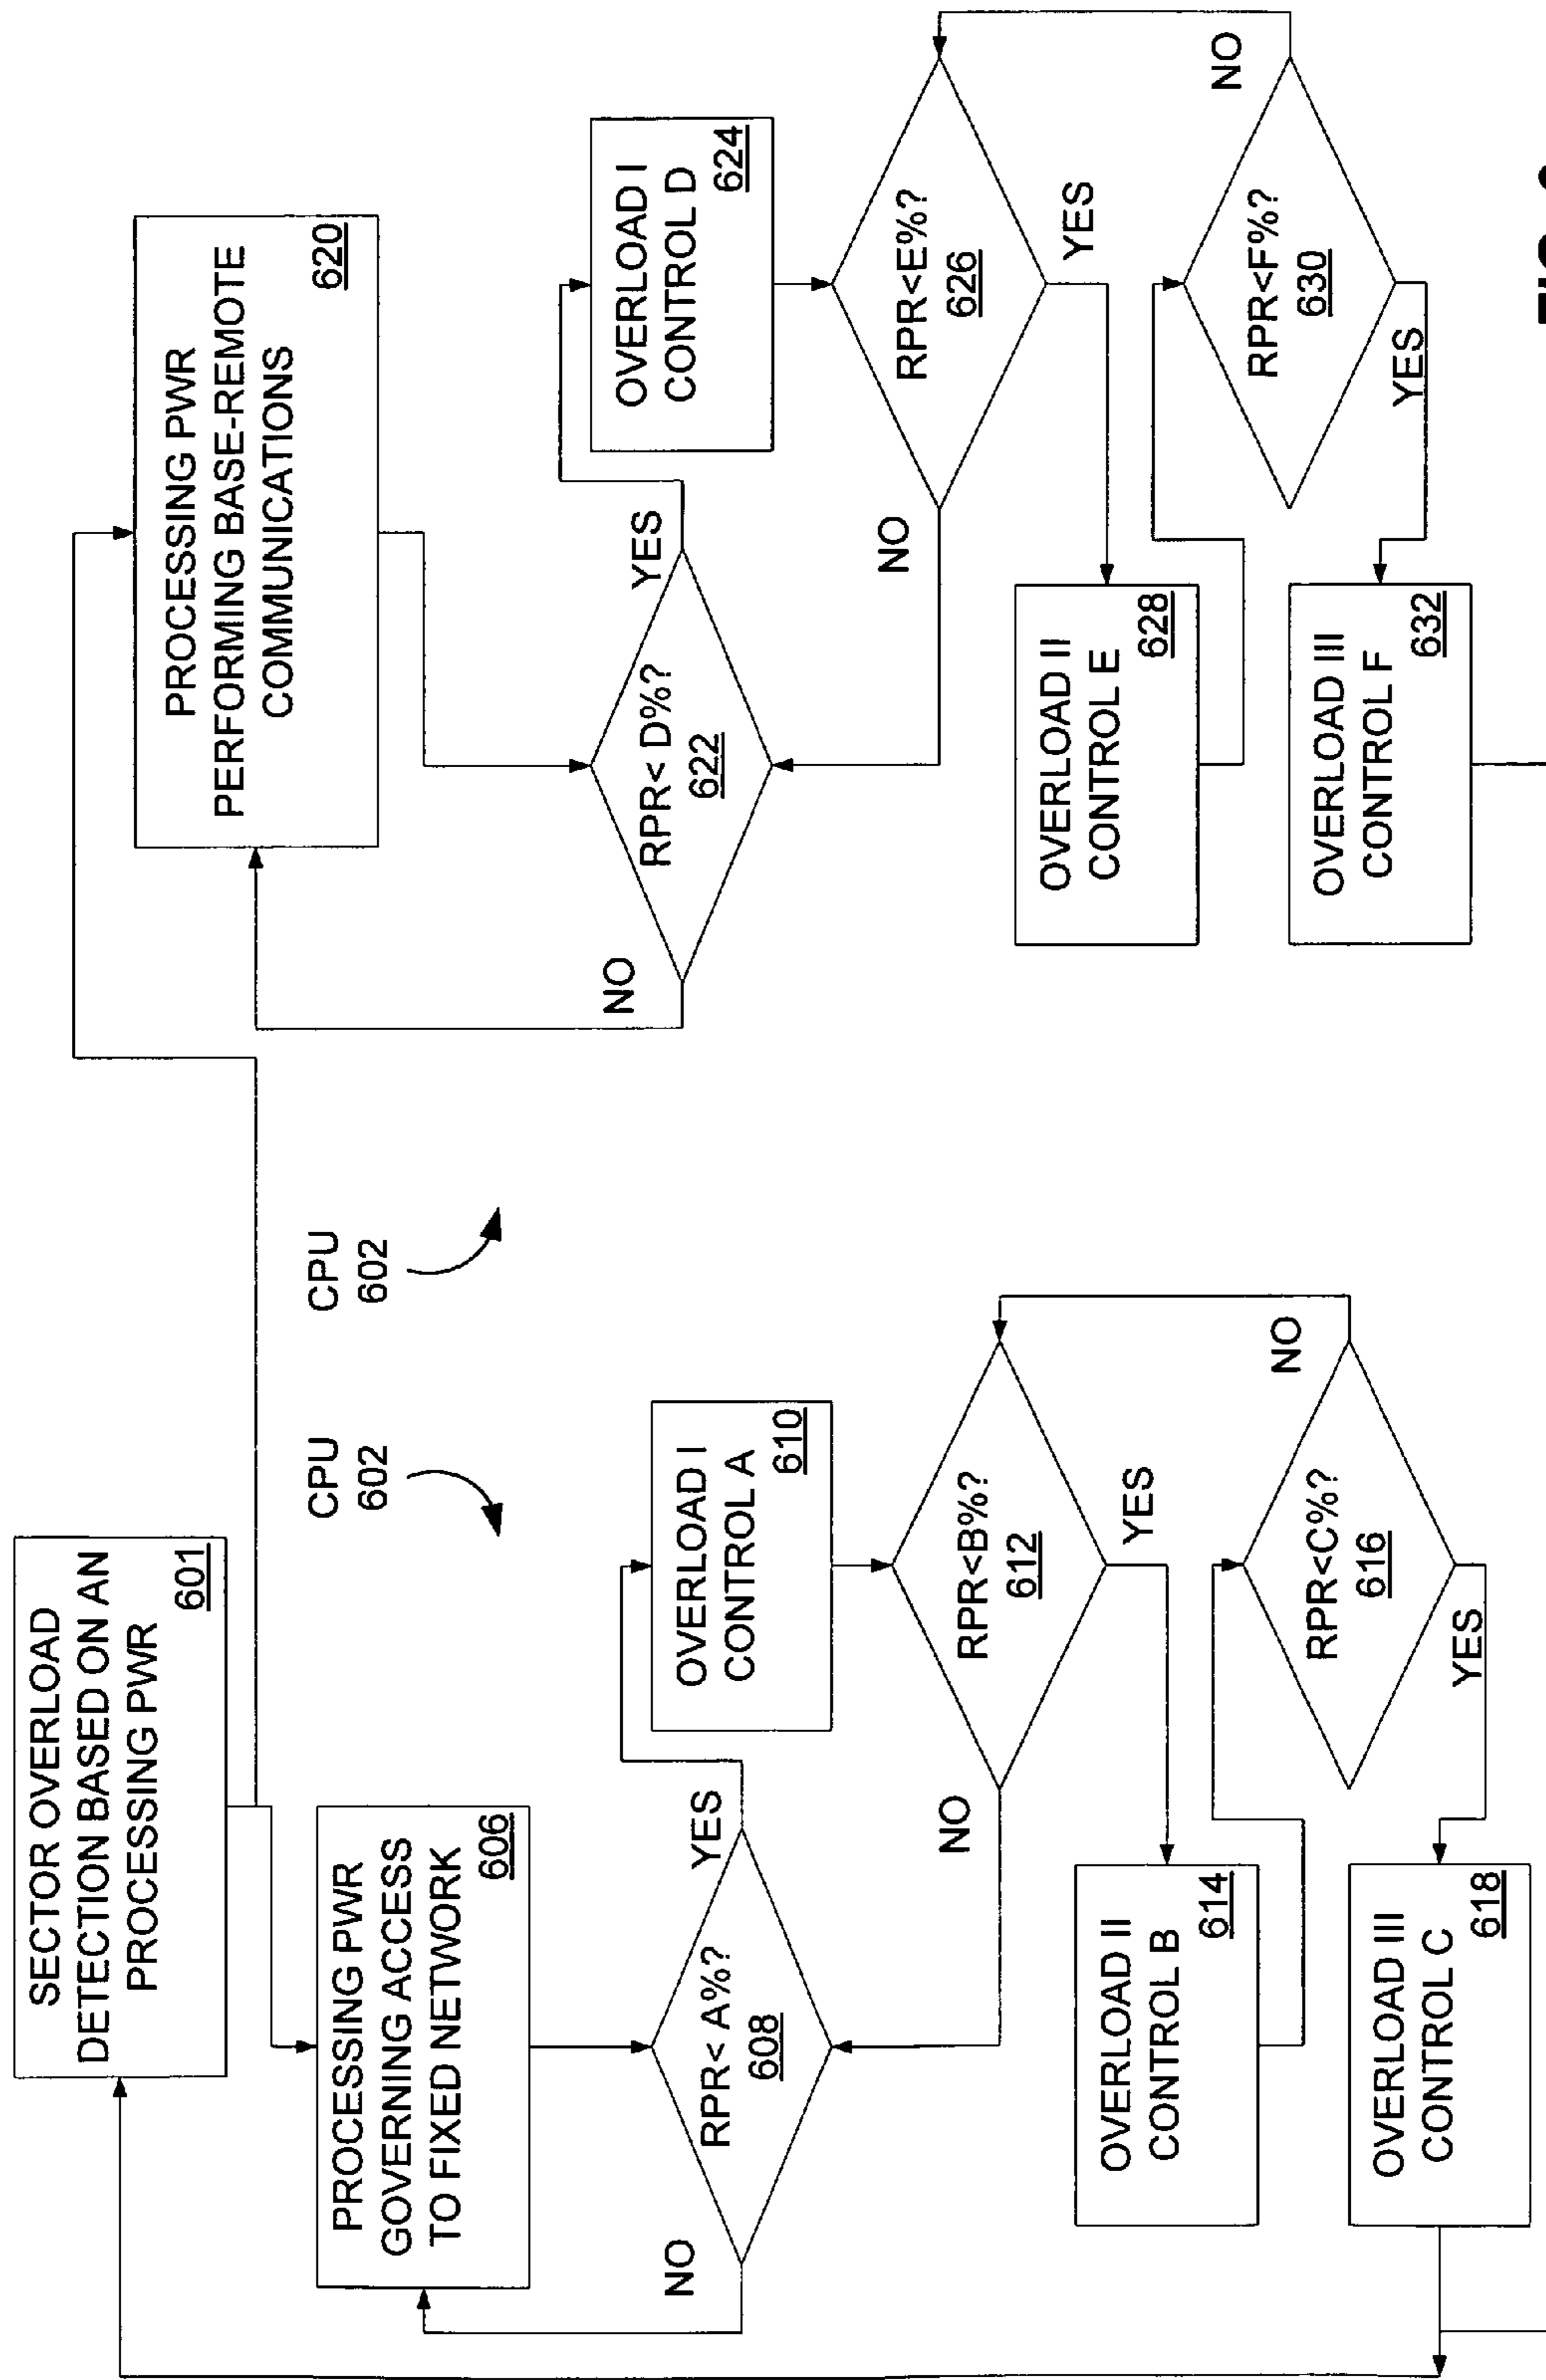 SECTOR OVERLOAD
DETECTION BASED ON AN
PROCESSING PWR
601
CPU
602
CPU
602
PROCESSING PWR
GOVERNING ACCESS
TO FIXED NETWORK
606
RPR< A%?
608
NO
YES
OVERLOAD I
CONTROL A
610
RPR<B%?
612
NO
YES
OVERLOAD II
CONTROL B
614
RPR<C%?
616
NO
YES
OVERLOAD III
CONTROL C
618
PROCESSING PWR
PERFORMING BASE-REMOTE
COMMUNICATIONS
620
RPR< D%?
622
NO
YES
OVERLOAD I
CONTROL D
624
RPR<E%?
626
NO
YES
OVERLOAD II
CONTROL E
628
RPR<F%?
630
NO
YES
OVERLOAD III
CONTROL F
632